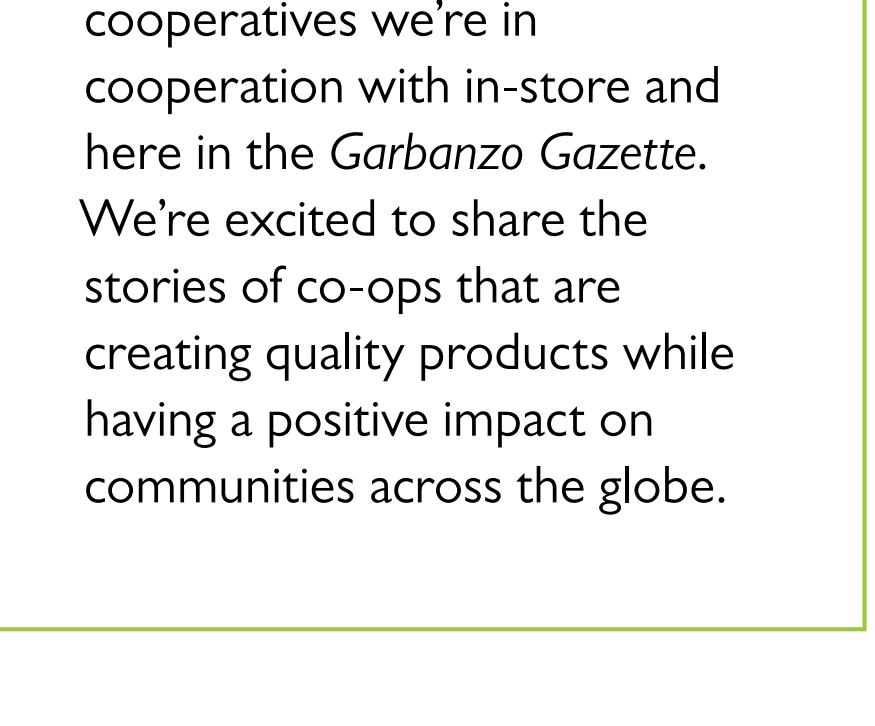 cooperatives we’re in
cooperation with in-store and
here in the Garbanzo Gazette.
We’re excited to share the
stories of co-ops that are
creating quality products while
having a positive impact on
communities across the globe.